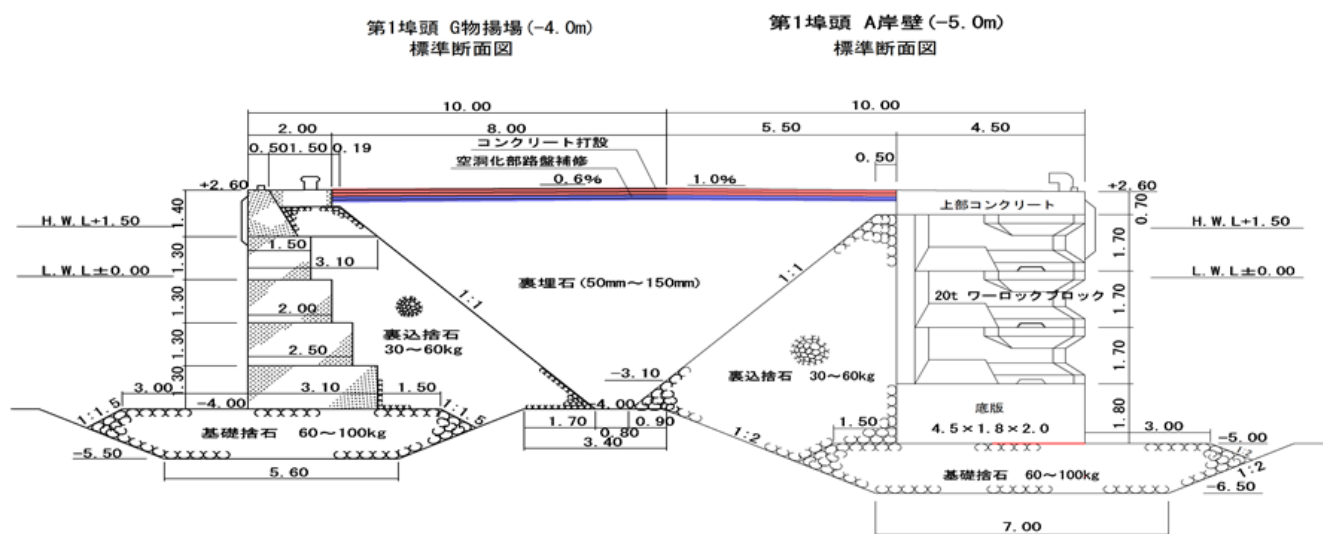 第1埠頭 G物揚場(-4.0m)
標準断面図
第1埠頭 A岸壁(-5.0m)
標準断面図
10.00
10.00
2.00
8.00
5.50
4.50
コンクリート打設
0.50
1.50
0.19
空洞化部路盤補修
0.50
+2.60
0.6%
1.0%
+2.60
1.40
上部コンクリート
0.70
H.W.L+1.50
H.W.L+1.50
1.50
1.30
3.10
1.70
L.W.L±0.00
L.W.L±0.00
1:1
1:1
裏埋石(50mm～150mm)
20t ワーロックブロック
1.70
1.30
2.00
裏込捨石
30～60kg
1.30
2.50
1.70
-3.10
裏込捨石 30～60kg
1.30
3.00
3.10
1.50
-4.00
-4.00
底版
4.5×1.8×2.0
1.80
1:1.5
1:1.5
1.70
0.90
0.80
3.40
1.50
3.00
基礎捨石 60～100kg
1:2
-5.00
-5.50
基礎捨石 60～100kg
1:2
5.60
-6.50
7.00